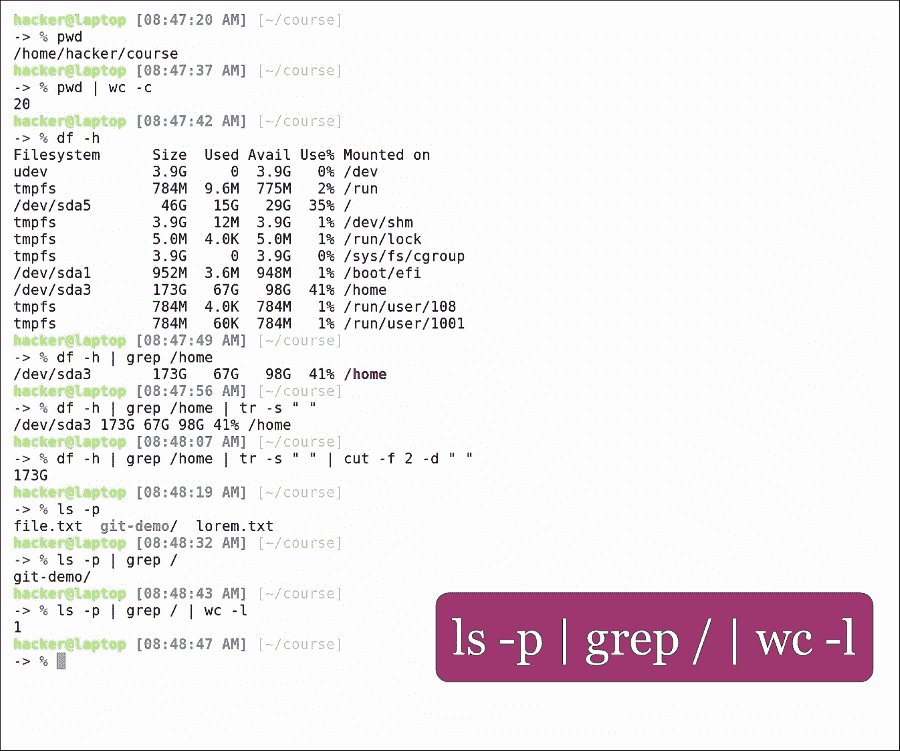 hacker@laptop [08:47:20 AM] [~/course]
-> % pwd
/home/hacker/course
hacker@laptop [08:47:37 AM] [~/course]
-> % pwd | wc -c
20
hacker@laptop [08:47:42 AM] [~/course]
-> % df -h
Filesystem      Size  Used Avail Use% Mounted on
udev            3.9G     0  3.9G   0% /dev
tmpfs           784M  9.6M  775M   2% /run
/dev/sda5        46G   15G   29G  35% /
tmpfs           3.9G   12M  3.9G   1% /dev/shm
tmpfs           5.0M  4.0K  5.0M   1% /run/lock
tmpfs           3.9G     0  3.9G   0% /sys/fs/cgroup
/dev/sda1       952M  3.6M  948M   1% /boot/efi
/dev/sda3       173G   67G   98G  41% /home
tmpfs           784M  4.0K  784M   1% /run/user/108
tmpfs           784M   60K  784M   1% /run/user/1001
hacker@laptop [08:47:49 AM] [~/course]
-> % df -h | grep /home
/dev/sda3       173G   67G   98G  41% /home
hacker@laptop [08:47:56 AM] [~/course]
-> % df -h | grep /home | tr -s " "
/dev/sda3 173G 67G 98G 41% /home
hacker@laptop [08:48:07 AM] [~/course]
-> % df -h | grep /home | tr -s " " | cut -f 2 -d " "
173G
hacker@laptop [08:48:19 AM] [~/course]
-> % ls -p
file.txt  git-demo/  lorem.txt
hacker@laptop [08:48:32 AM] [~/course]
-> % ls -p | grep /
git-demo/
hacker@laptop [08:48:43 AM] [~/course]
-> % ls -p | grep / | wc -l
1
hacker@laptop [08:48:47 AM] [~/course]
-> %
ls -p | grep / | wc -l